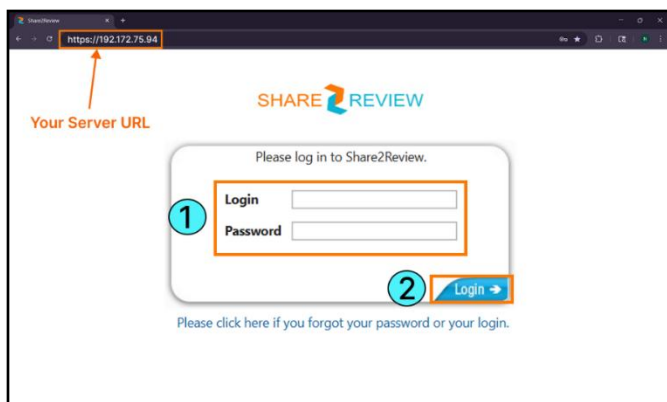 Share2Review
https://192.172.75.94
Your Server URL
SHARE 2 REVIEW
Please log in to Share2Review.
Login
1
Password
2
Login
Please click here if you forgot your password or your login.